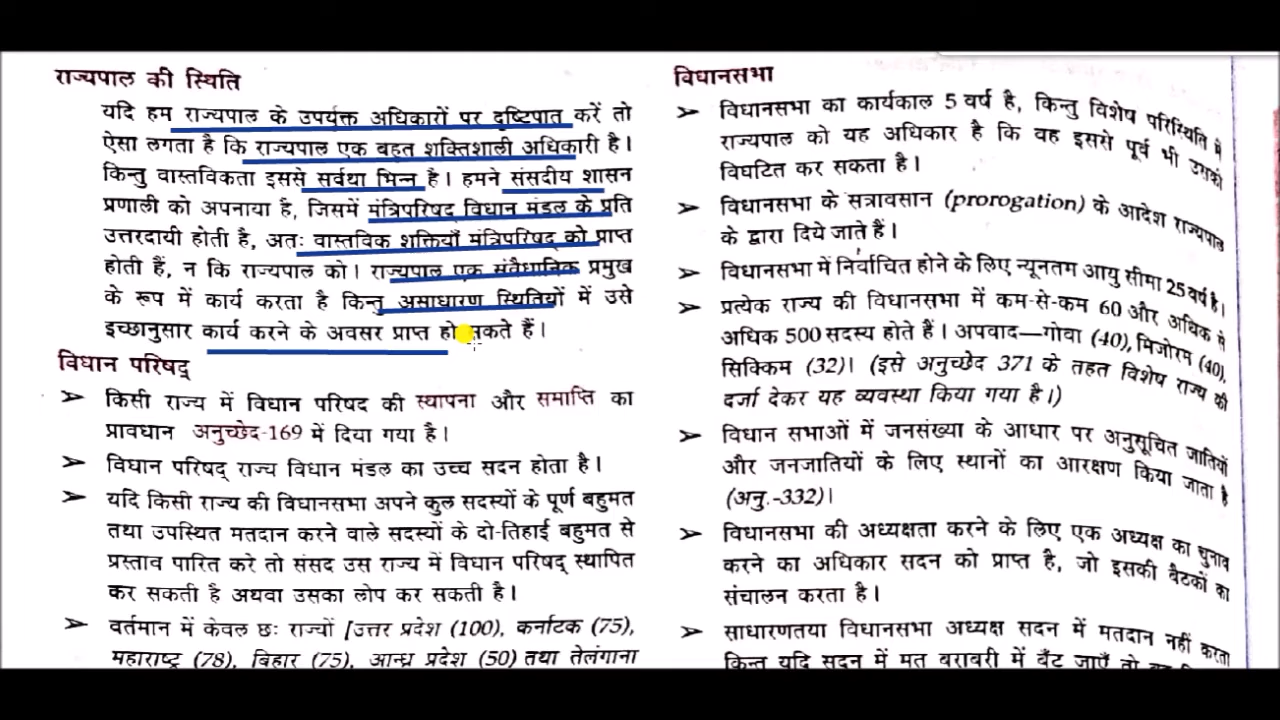 राज्यपाल की स्थिति
यदि हम राज्यपाल के उपर्युक्त अधिकारों पर दृष्टिपात करें तो
ऐसा लगता है कि राज्यपाल एक बहुत शक्तिशाली अधिकारी है।
किन्तु वास्तविकता इससे सर्वथा भिन्न है। हमने संसदीय शासन
प्रणाली को अपनाया है, जिसमें मंत्रिपरिषद् विधान मंडल के प्रति
उत्तरदायी होती है, अतः वास्तविक शक्तियाँ मंत्रिपरिषद् को प्राप्त
होती हैं, न कि राज्यपाल को। राज्यपाल एक संवैधानिक प्रमुख
के रूप में कार्य करता है किन्तु असाधारण स्थितियों में उसे
इच्छानुसार कार्य करने के अवसर प्राप्त हो सकते हैं।
विधान परिषद्
➢ किसी राज्य में विधान परिषद की स्थापना और समाप्ति का
प्रावधान अनुच्छेद-169 में दिया गया है।
➢ विधान परिषद् राज्य विधान मंडल का उच्च सदन होता है।
➢ यदि किसी राज्य की विधानसभा अपने कुल सदस्यों के पूर्ण बहुमत
तथा उपस्थित मतदान करने वाले सदस्यों के दो-तिहाई बहुमत से
प्रस्ताव पारित करे तो संसद उस राज्य में विधान परिषद् स्थापित
कर सकती है अथवा उसका लोप कर सकती है।
➢ वर्तमान में केवल छः राज्यों [उत्तर प्रदेश (100), कर्नाटक (75),
महाराष्ट्र (78), बिहार (75), आन्ध्र प्रदेश (50) तथा तेलंगाना
विधानसभा
➢ विधानसभा का कार्यकाल 5 वर्ष है, किन्तु विशेष परिस्थिति में
राज्यपाल को यह अधिकार है कि वह इससे पूर्व भी उसको
विघटित कर सकता है।
➢ विधानसभा के सत्रावसान (prorogation) के आदेश राज्यपाल
के द्वारा दिये जाते हैं।
➢ विधानसभा में निर्वाचित होने के लिए न्यूनतम आयु सीमा 25 वर्ष है।
➢ प्रत्येक राज्य की विधानसभा में कम-से-कम 60 और अधिक से
अधिक 500 सदस्य होते हैं। अपवाद—गोवा (40), मिजोरम (40),
सिक्किम (32)। (इसे अनुच्छेद 371 के तहत विशेष राज्य की
दर्जा देकर यह व्यवस्था किया गया है।)
➢ विधान सभाओं में जनसंख्या के आधार पर अनुसूचित जातियों
और जनजातियों के लिए स्थानों का आरक्षण किया जाता है
(अनु.-332)।
➢ विधानसभा की अध्यक्षता करने के लिए एक अध्यक्ष का चुनाव
करने का अधिकार सदन को प्राप्त है, जो इसकी बैठकों का
संचालन करता है।
➢ साधारणतया विधानसभा अध्यक्ष सदन में मतदान नहीं करता
किन्तु यदि सदन में मत बराबरी में बँट जाएँ तो